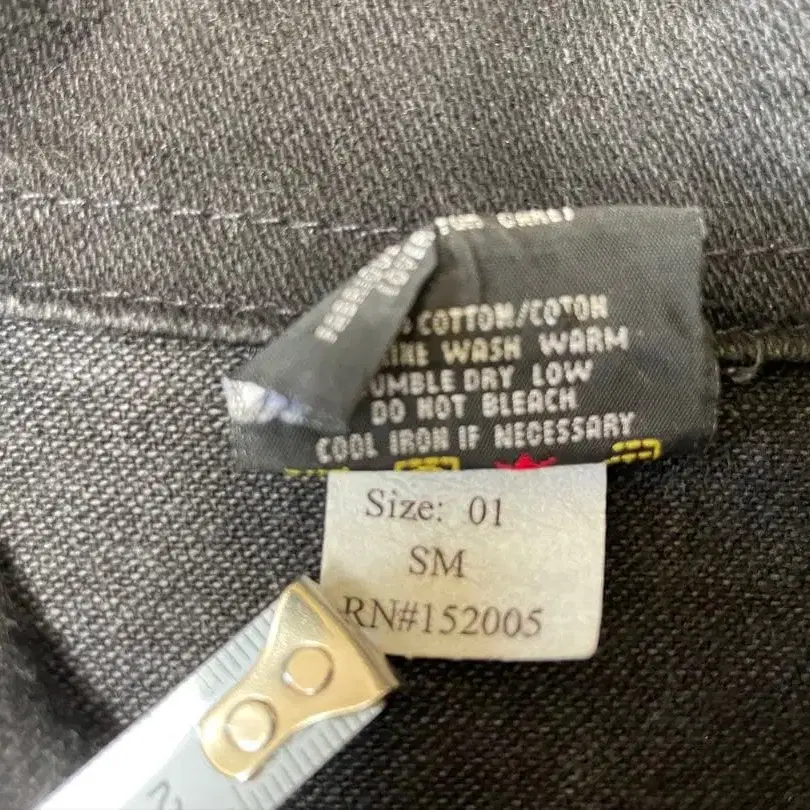 COTTON/COTON
WASH WARM
UMBLE DRY LOW
DO NOT BLEACH
COOL IRON IF NECESSARY
Size: 01
SM
RN#152005